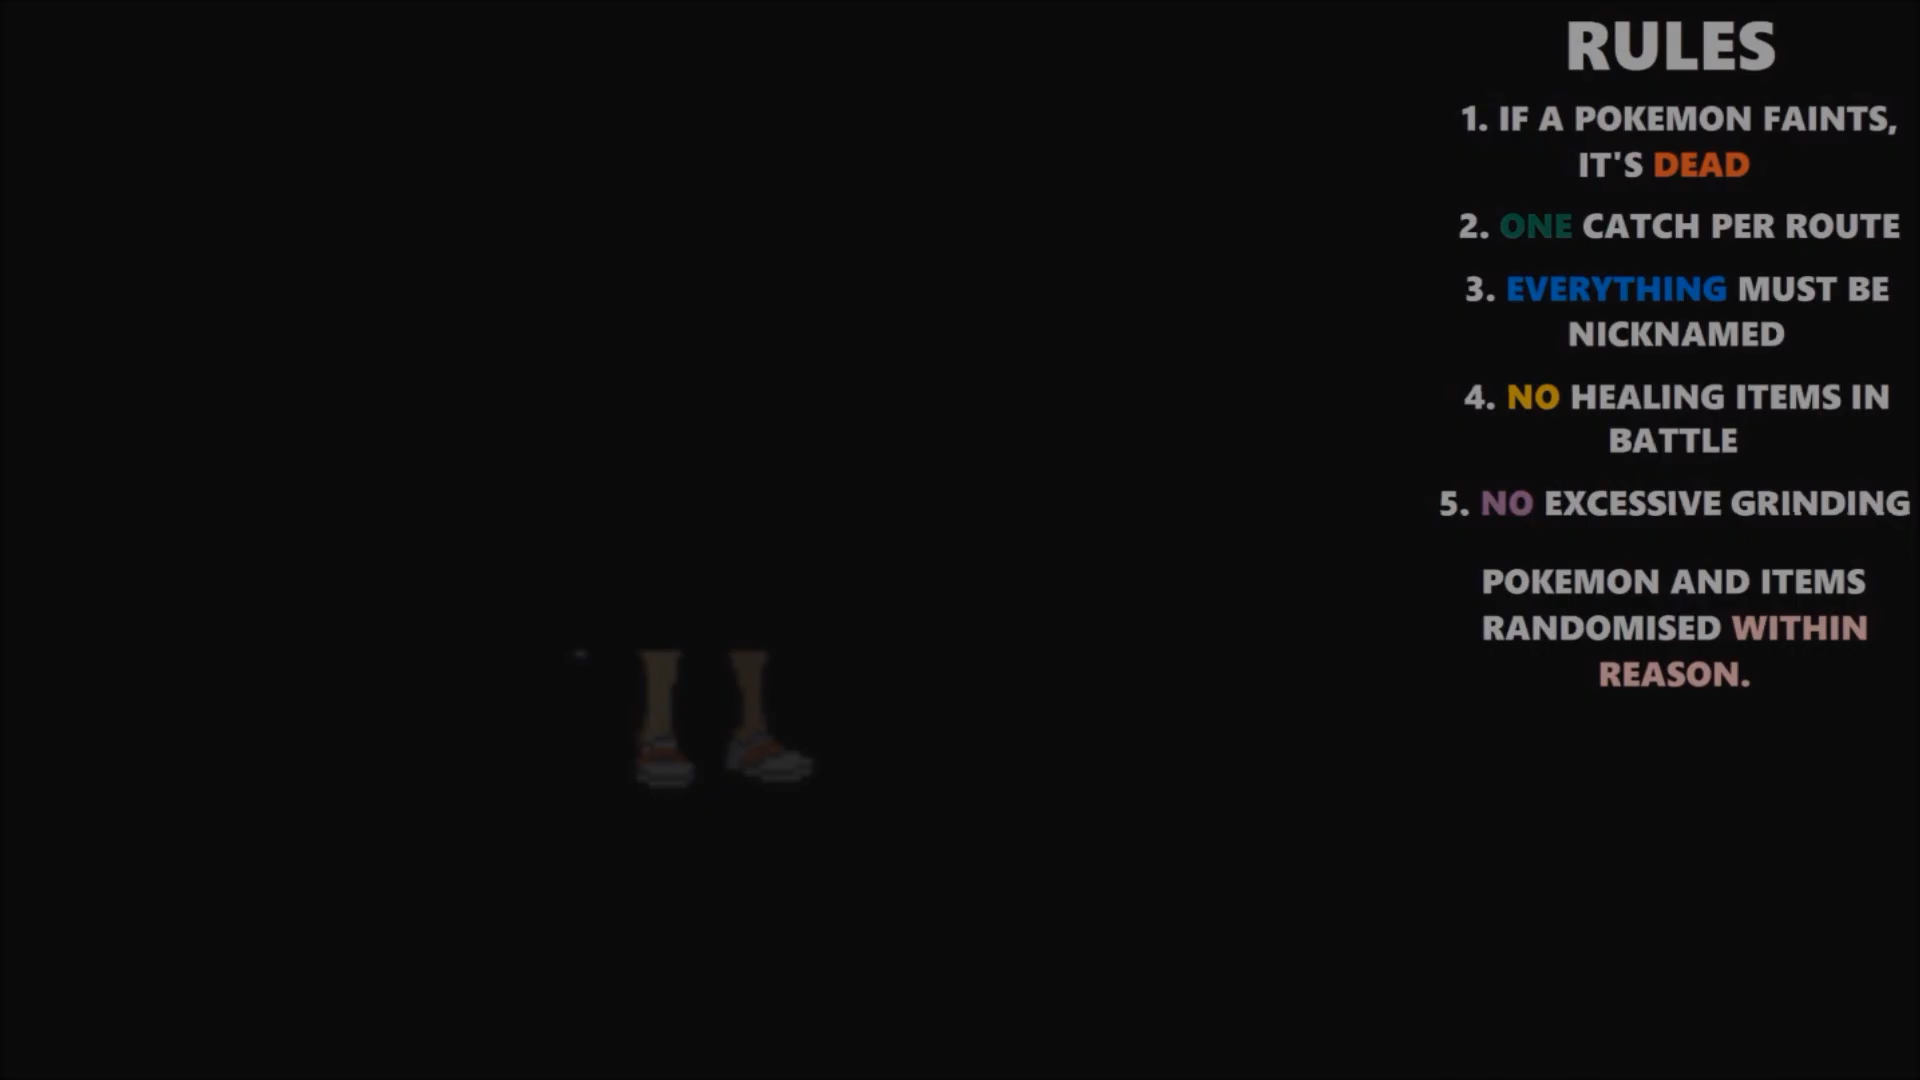 RULES
1. IF A POKEMON FAINTS,
IT'S DEAD
2. ONE CATCH PER ROUTE
3. EVERYTHING MUST BE
NICKNAMED
4. NO HEALING ITEMS IN
BATTLE
5. NO EXCESSIVE GRINDING
POKEMON AND ITEMS
RANDOMISED WITHIN
REASON.